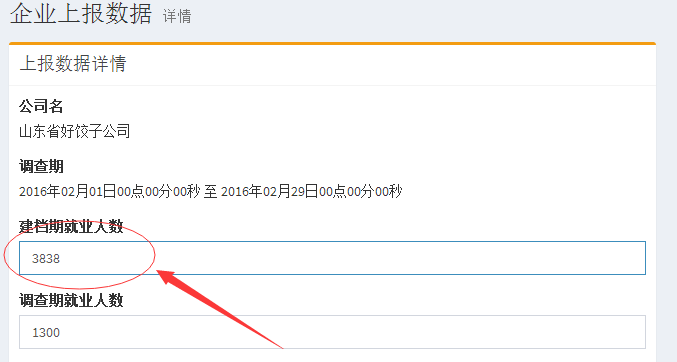 企业上报数据 详情
上报数据详情
公司名
山东省好饺子公司
调查期
2016年02月01日00点00分00秒 至 2016年02月29日00点00分00秒
建档期就业人数
3838
调查期就业人数
1300